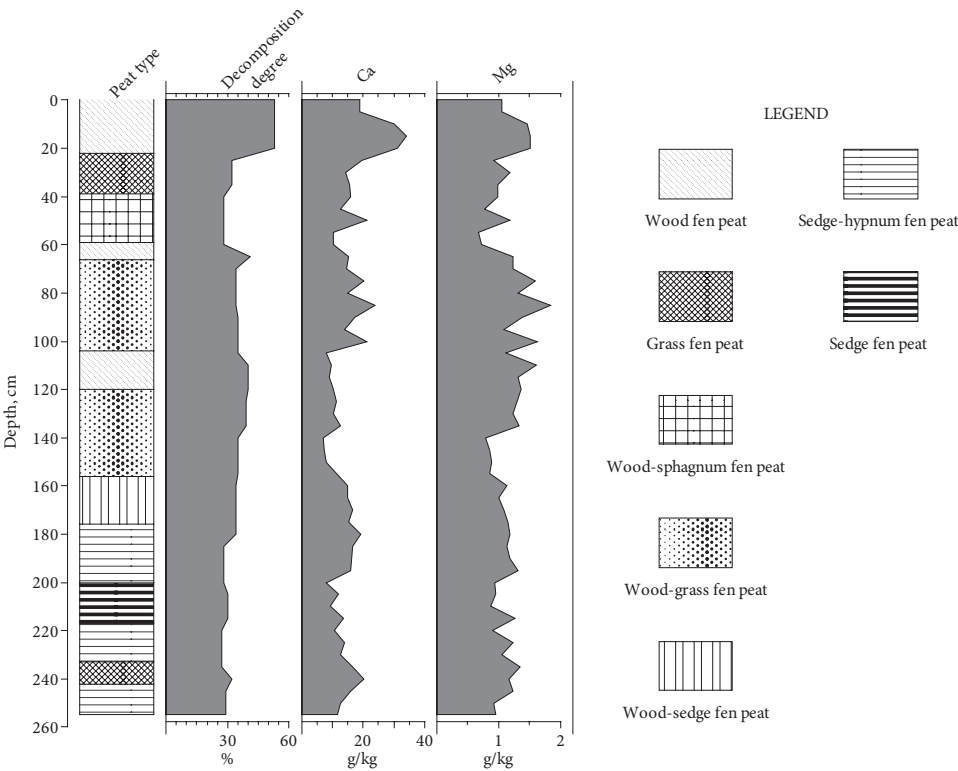 Peat type
Decomposition
degree
Ca
Mg
0
20
40
60
80
100
120
140
160
180
200
220
240
260
Depth, cm
30
60
%
20
40
g/kg
1
2
g/kg
LEGEND
Wood fen peat
Sedge-hypnum fen peat
Grass fen peat
Sedge fen peat
Wood-sphagnum fen peat
Wood-grass fen peat
Wood-sedge fen peat